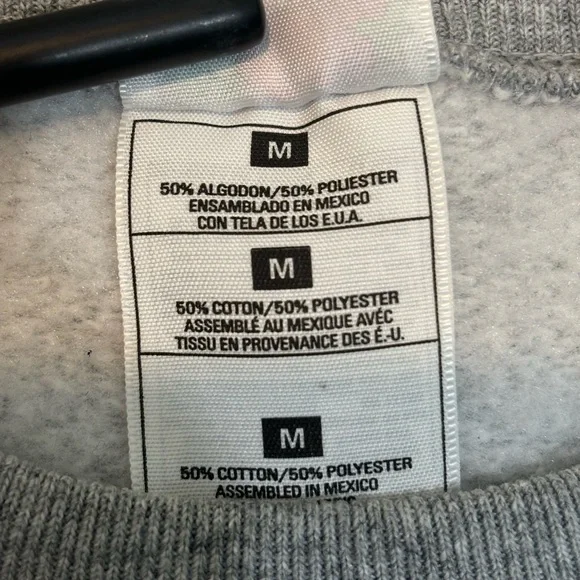 M
50% ALGODON/50% POLIESTER
ENSAMBLADO EN MEXICO
CON TELA DE LOS E.U.A.
M
50% COTON/50% POLYESTER
ASSEMBLÉ AU MEXIQUE AVÉC
TISSU EN PROVENANCE DES É.-U.
M
50% COTTON/50% POLYESTER
ASSEMBLED IN MEXICO